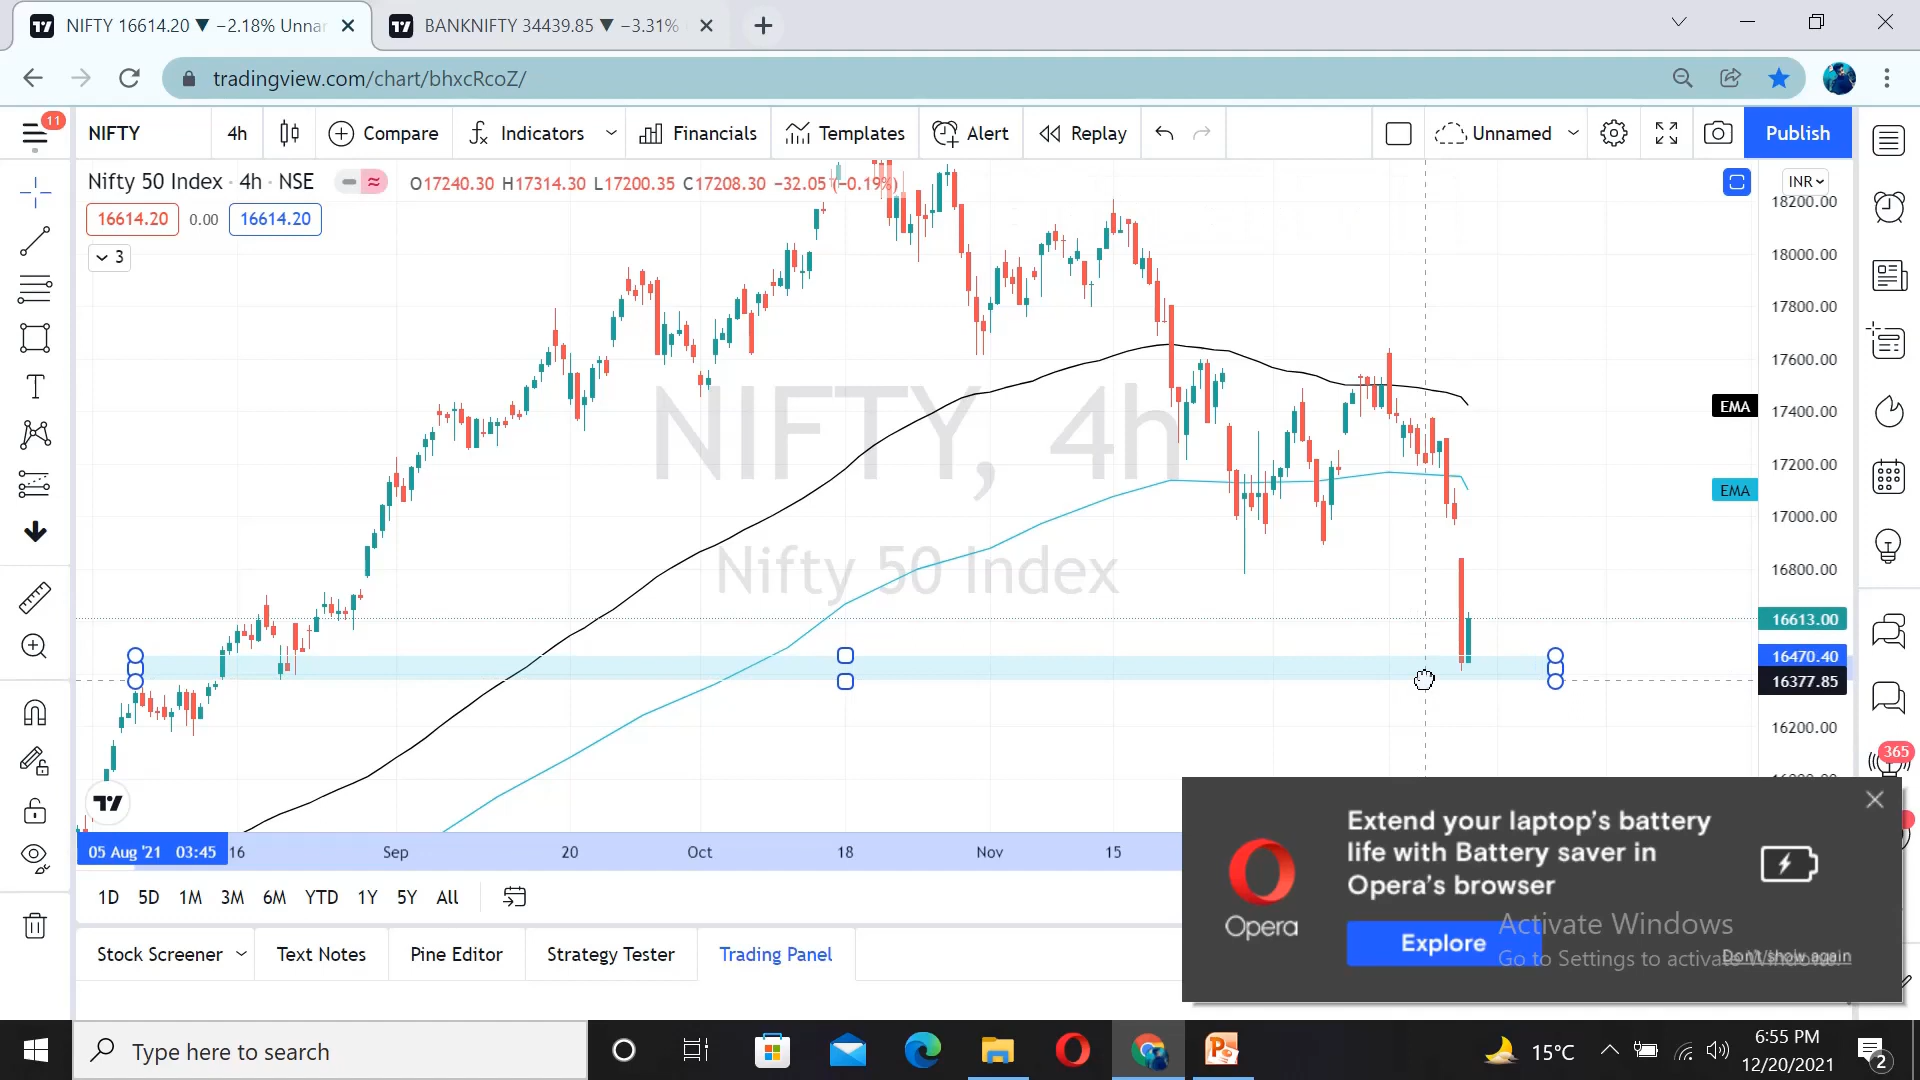 NIFTY 16614.20 ▼ −2.18% Unnar
BANKNIFTY 34439.85 ▼ −3.31%
tradingview.com/chart/bhxcRcoZ/
11
NIFTY 4h Compare Indicators Financials Templates Alert Replay Unnamed Publish
Nifty 50 Index · 4h · NSE O17240.30 H17314.30 L17200.35 C17208.30 −32.05 (−0.19%)
INR
16614.20 0.00 16614.20
3
18200.00
18000.00
17800.00
17600.00
EMA 17400.00
17200.00
EMA
17000.00
16800.00
16613.00
16470.40
16377.85
16200.00
NIFTY, 4h
Nifty 50 Index
365
05 Aug '21 03:45 16 Sep 20 Oct 18 Nov 15
1D 5D 1M 3M 6M YTD 1Y 5Y All
Stock Screener Text Notes Pine Editor Strategy Tester Trading Panel
Extend your laptop's battery
life with Battery saver in
Opera's browser
Opera
Explore
Don't show again
Activate Windows
Go to Settings to activate Windows.
Type here to search
15°C
6:55 PM
12/20/2021
2